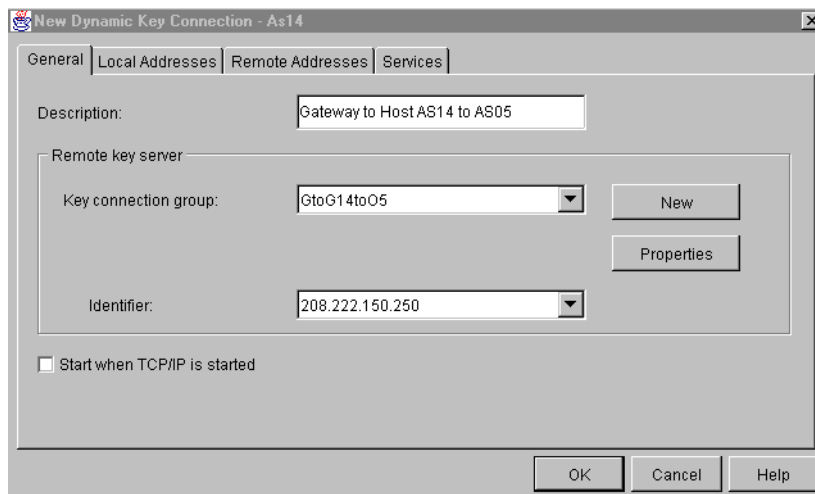 New Dynamic Key Connection - As14
General Local Addresses Remote Addresses Services
Description: Gateway to Host AS14 to AS05
Remote key server
Key connection group: GtoG14toO5 New
Properties
Identifier: 208.222.150.250
Start when TCP/IP is started
OK Cancel Help